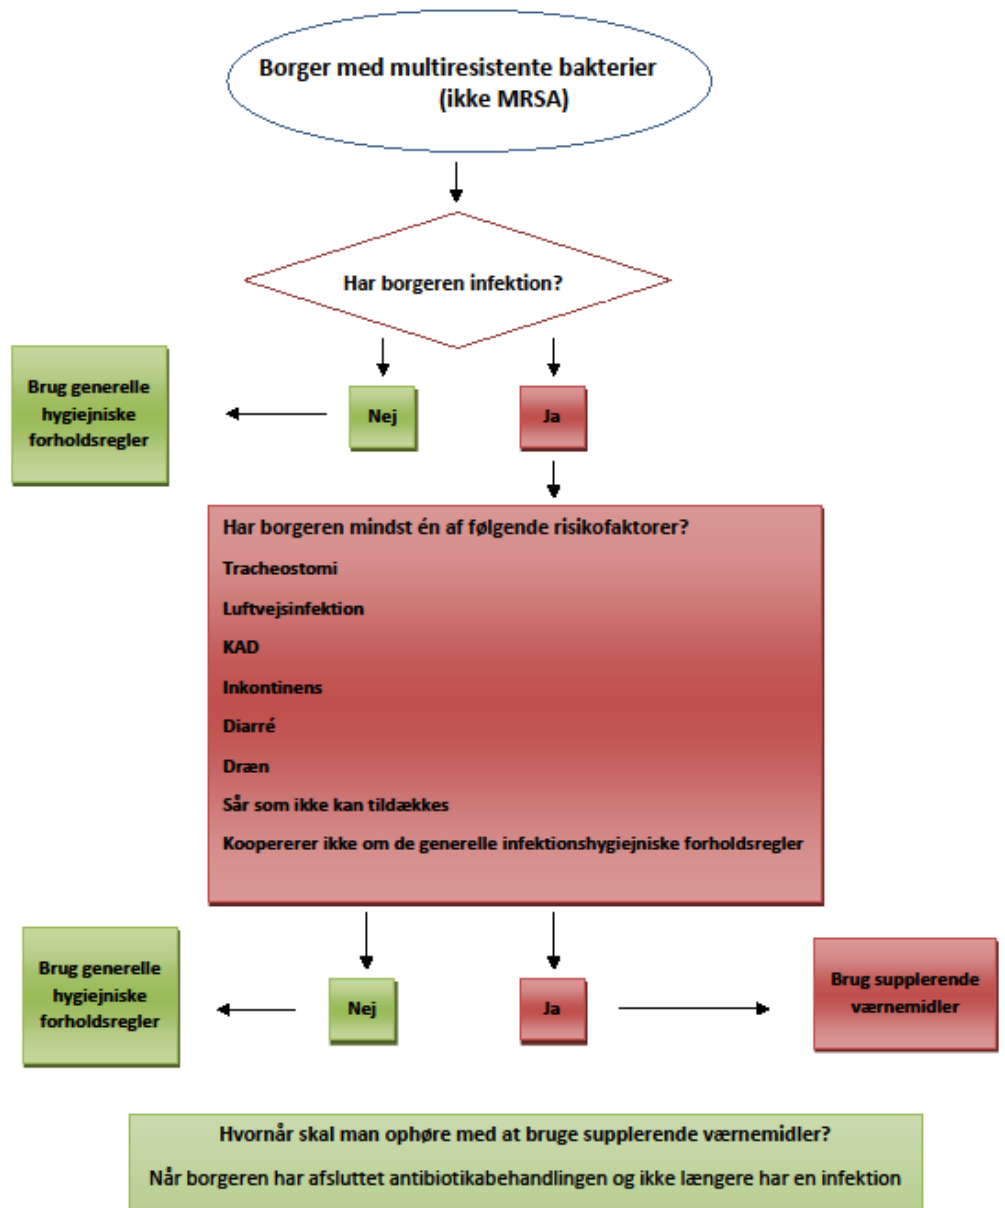 Borger med multiresistente bakterier
(ikke MRSA)
Har borgeren infektion?
Brug generelle
hygiejniske
forholdsregler
Nej
Ja
Har borgeren mindst én af følgende risikofaktorer?
Tracheostomi
Luftvejsinfektion
KAD
Inkontinens
Diarré
Dræn
Sår som ikke kan tildækkes
Koopererer ikke om de generelle infektionshygiejniske forholdsregler
Brug generelle
hygiejniske
forholdsregler
Nej
Ja
Brug supplerende
værnemidler
Hvornår skal man ophøre med at bruge supplerende værnemidler?
Når borgeren har afsluttet antibiotikabehandlingen og ikke længere har en infektion